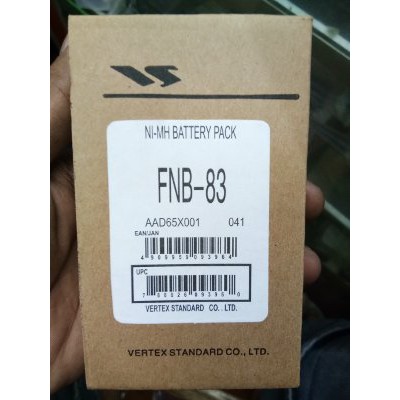 VS
NI-MH BATTERY PACK
FNB-83
AAD65X001 041
EAN/JAN
UPC
VERTEX STANDARD CO., LTD.
VERTEX STANDARD CO., LTD.